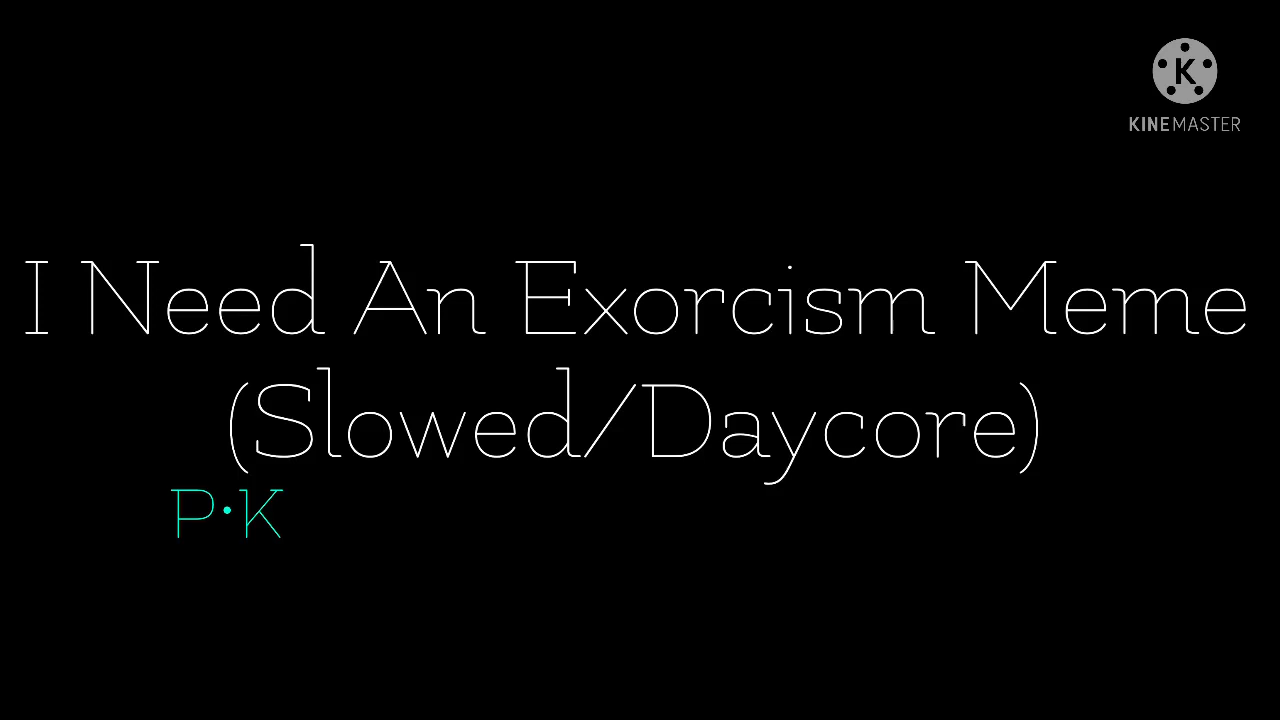 K
KINEMASTER
I Need An Exorcism Meme
(Slowed/Daycore)
P•K